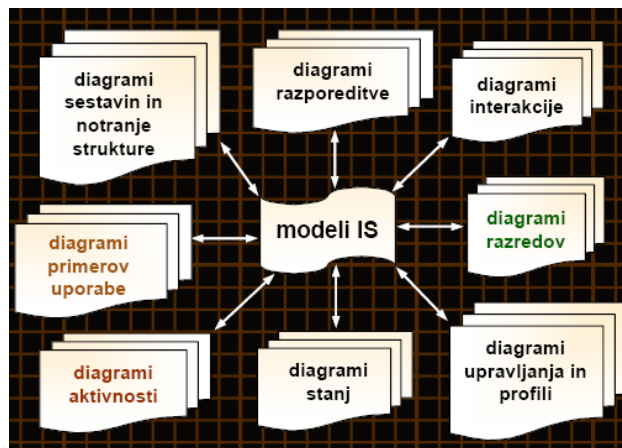 diagrami
sestavin in
notranje
strukture
diagrami
razporeditve
diagrami
interakcije
diagrami
primerov
uporabe
modeli IS
diagrami
razredov
diagrami
aktivnosti
diagrami
stanj
diagrami
upravljanja in
profili